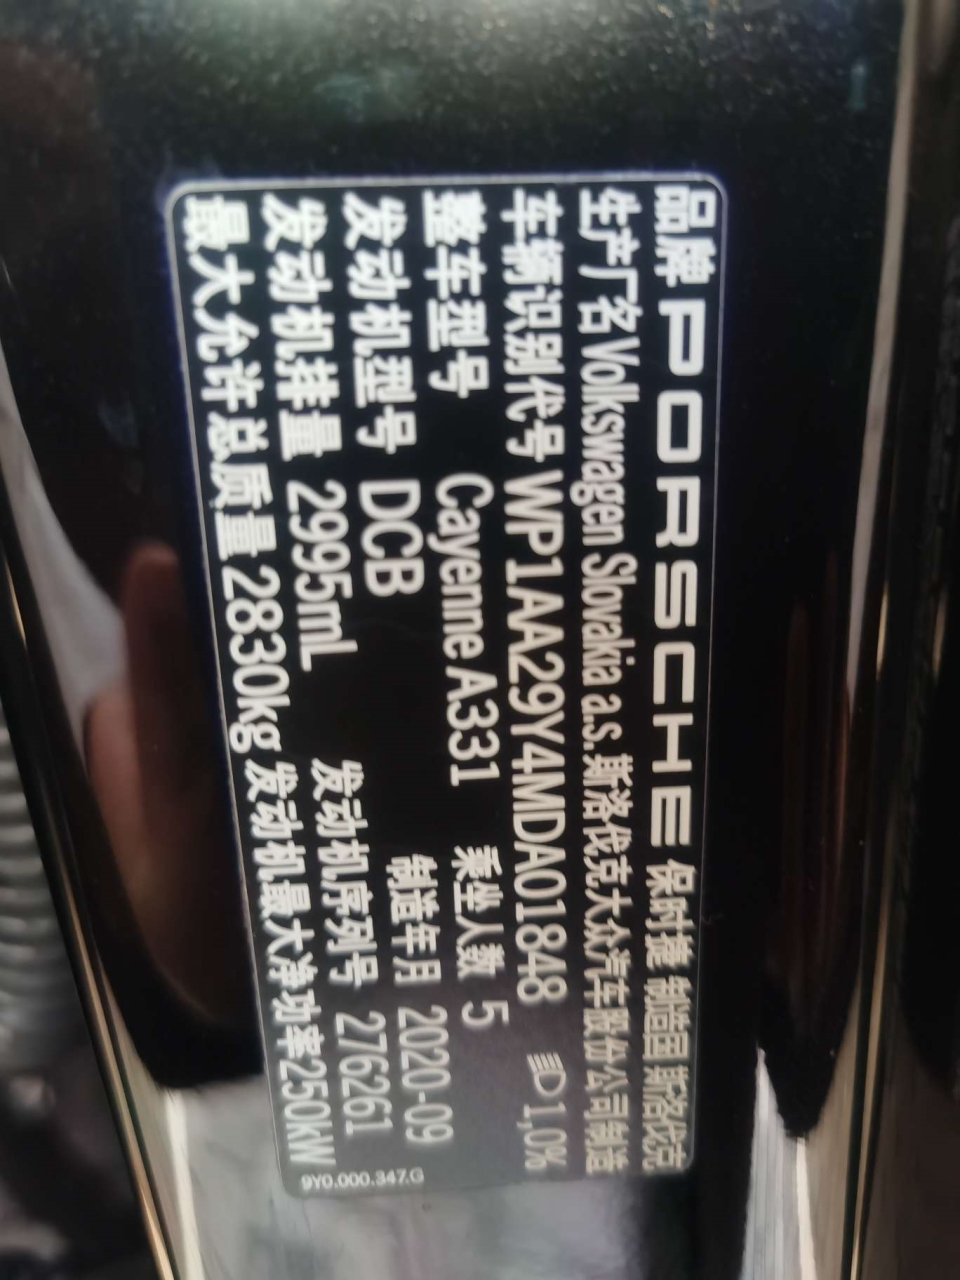 品牌 PORSCHE 保时捷 制造国 斯洛伐克
生产厂名 Volkswagen Slovakia a.s. 斯洛伐克大众汽车股份公司制造
车辆识别代号 WP1AA29Y4MDA01848 1,0%
整车型号 Cayenne A331 乘坐人数 5
发动机型号 DCB 制造年月 2020-09
发动机排量 2995mL 发动机序列号 276261
最大允许总质量 2830kg 发动机最大净功率250kW
9Y0.000.347.G